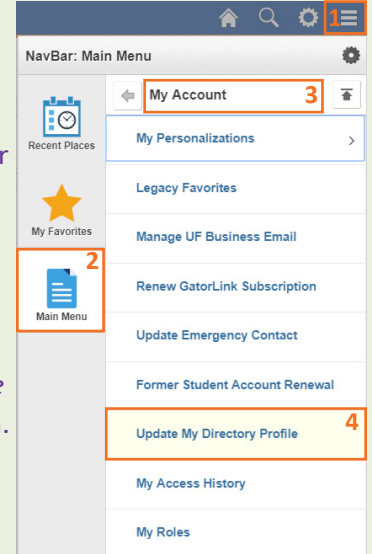 1
NavBar: Main Menu
My Account 3
Recent Places
My Personalizations
r
Legacy Favorites
My Favorites
Manage UF Business Email
2
Renew GatorLink Subscription
Main Menu
Update Emergency Contact
?
Former Student Account Renewal
.
Update My Directory Profile 4
My Access History
My Roles